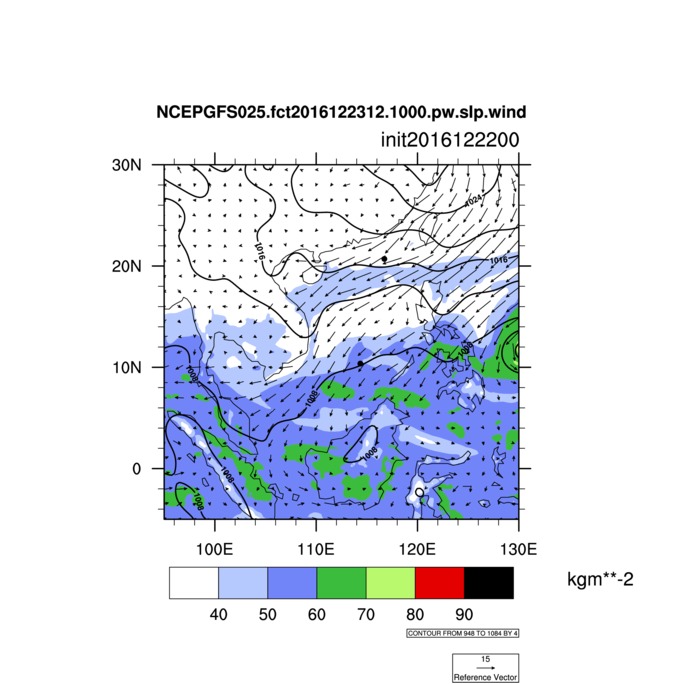 NCEPGFS025.fct2016122312.1000.pw.slp.wind
init2016122200
30N
20N
10N
0
1024
1016
1016
1008
1008
1008
1008
1008
1008
100E 110E 120E 130E
kgm**-2
40 50 60 70 80 90
CONTOUR FROM 948 TO 1084 BY 4
15
Reference Vector